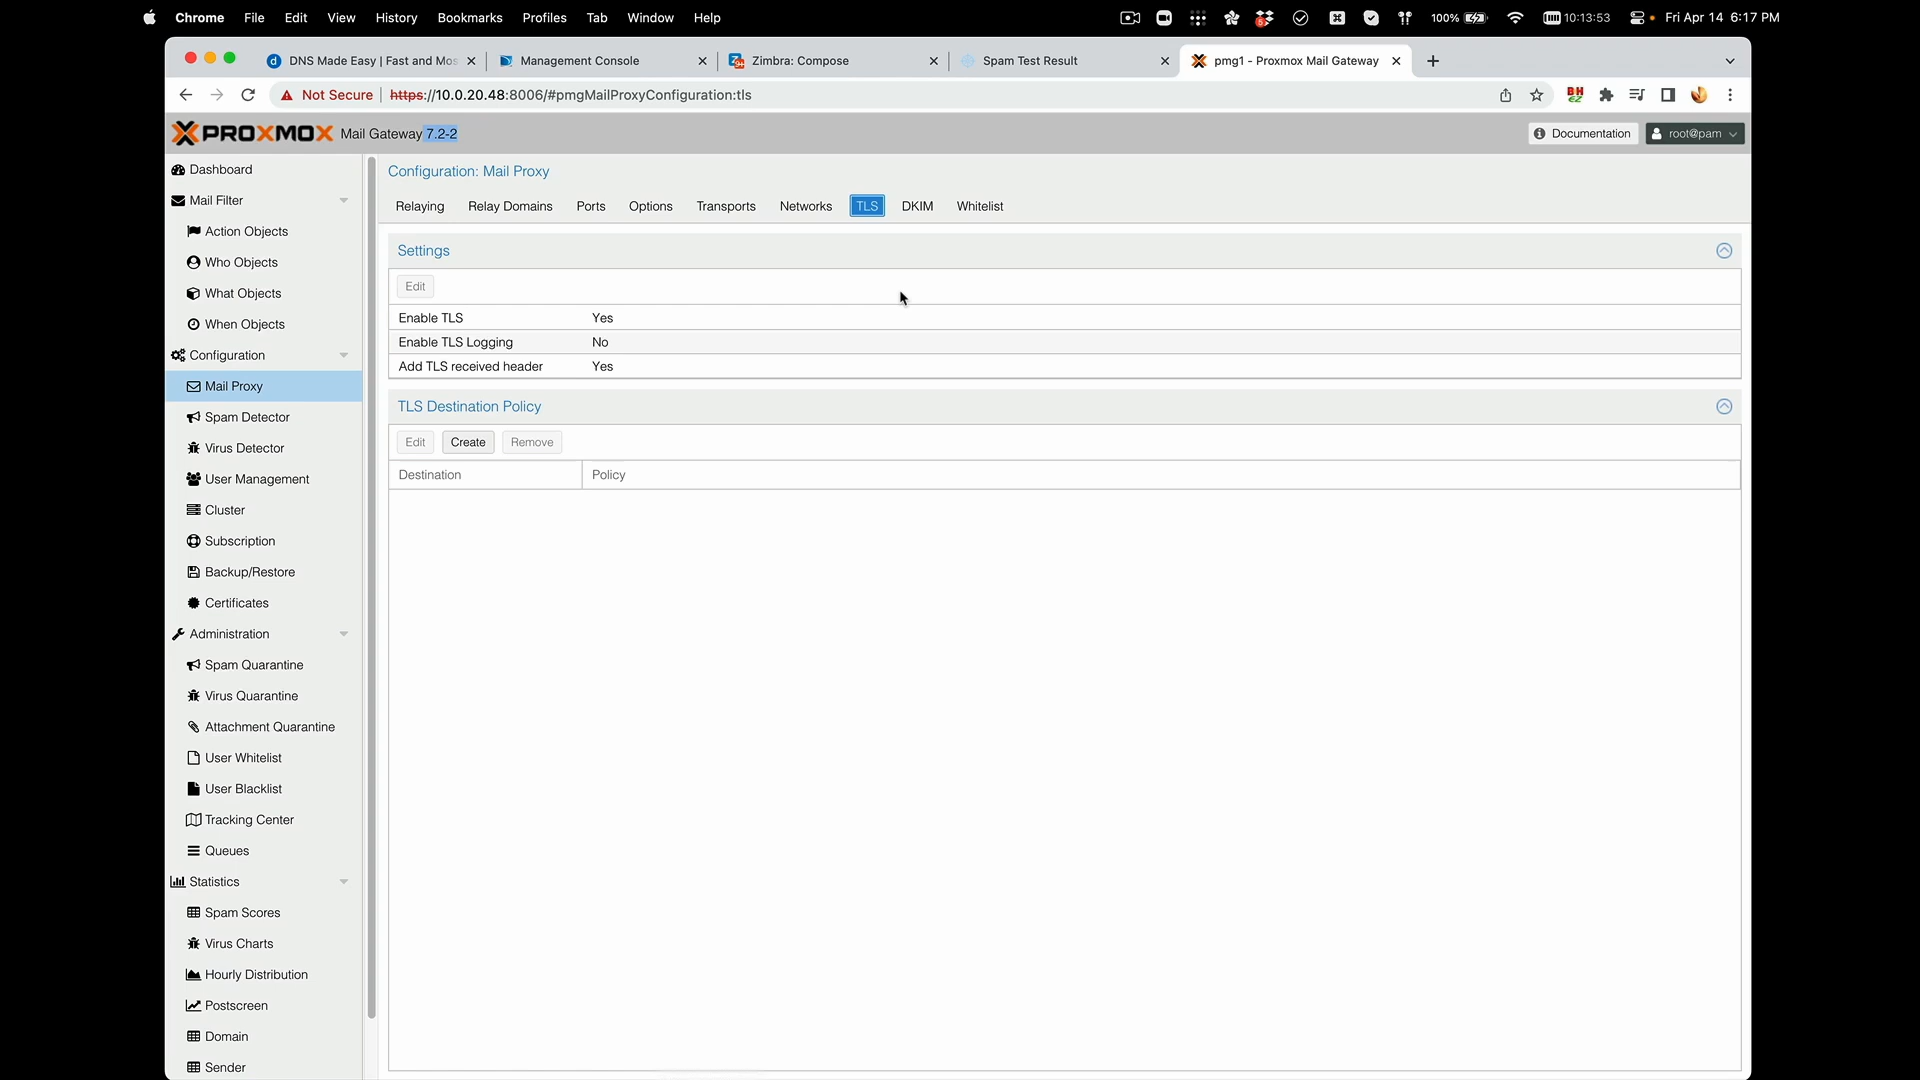 Chrome File Edit View History Bookmarks Profiles Tab Window Help 100% 10:13:53 Fri Apr 14 6:17 PM
DNS Made Easy | Fast and Mos Management Console Zimbra: Compose Spam Test Result pmg1 - Proxmox Mail Gateway
Not Secure https://10.0.20.48:8006/#pmgMailProxyConfiguration:tls
PROXMOX Mail Gateway 7.2-2 Documentation root@pam
Dashboard
Mail Filter
Action Objects
Who Objects
What Objects
When Objects
Configuration
Mail Proxy
Spam Detector
Virus Detector
User Management
Cluster
Subscription
Backup/Restore
Certificates
Administration
Spam Quarantine
Virus Quarantine
Attachment Quarantine
User Whitelist
User Blacklist
Tracking Center
Queues
Statistics
Spam Scores
Virus Charts
Hourly Distribution
Postscreen
Domain
Sender
Configuration: Mail Proxy
Relaying Relay Domains Ports Options Transports Networks TLS DKIM Whitelist
Settings
Edit
Enable TLS Yes
Enable TLS Logging No
Add TLS received header Yes
TLS Destination Policy
Edit Create Remove
Destination Policy